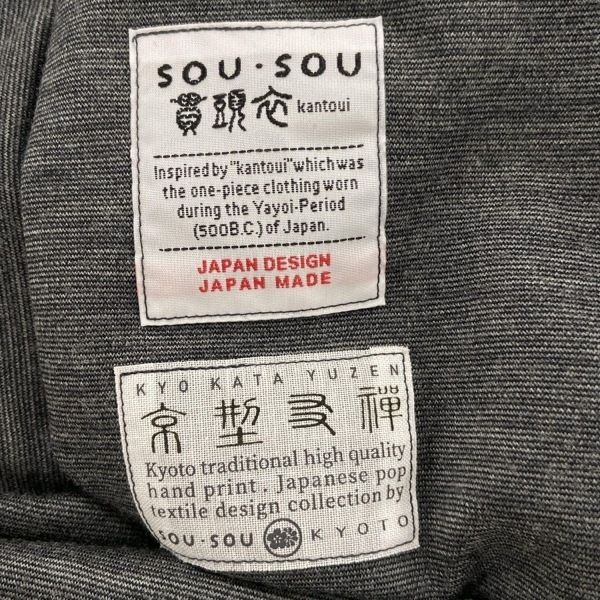 SOU・SOU
貫頭衣 kantoui
Inspired by "kantoui" which was
the one-piece clothing worn
during the Yayoi-Period
(500B.C.) of Japan.
JAPAN DESIGN
JAPAN MADE
KYO KATA YUZEN
京型友禅
Kyoto traditional high quality
hand print. Japanese pop
textile design collection by
SOU・SOU KYOTO